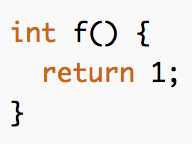 int f() {
  return 1;
}